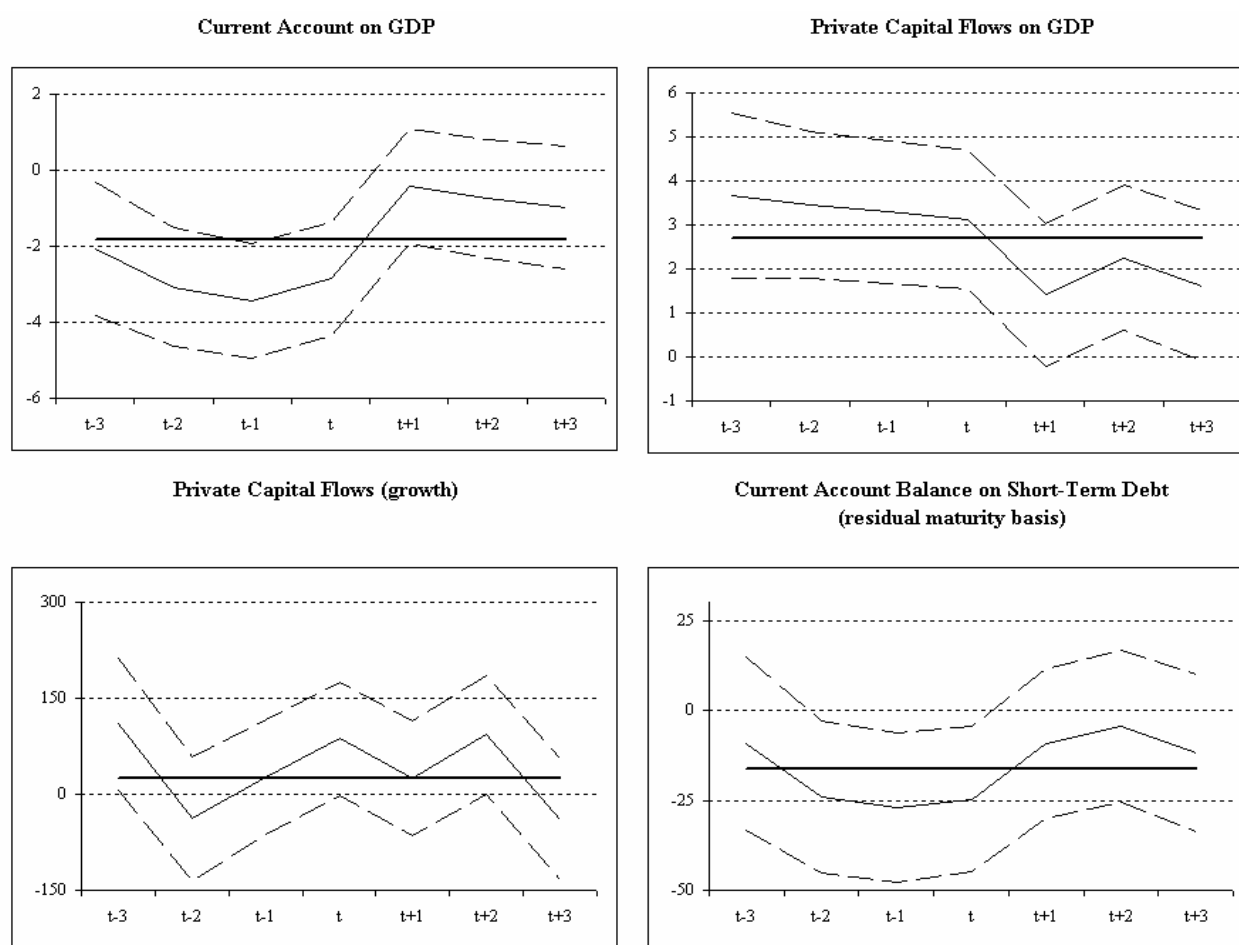 Current Account on GDP
2
0
-2
-4
-6
t-3 t-2 t-1 t t+1 t+2 t+3
Private Capital Flows on GDP
6
5
4
3
2
1
0
-1
t-3 t-2 t-1 t t+1 t+2 t+3
Private Capital Flows (growth)
300
150
0
-150
t-3 t-2 t-1 t t+1 t+2 t+3
Current Account Balance on Short-Term Debt
(residual maturity basis)
25
0
-25
-50
t-3 t-2 t-1 t t+1 t+2 t+3